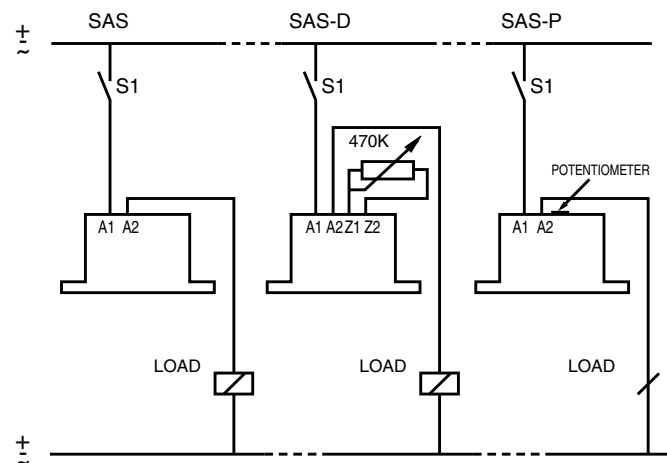 SAS SAS-D SAS-P
±
~
S1 S1 S1
470K
POTENTIOMETER
A1 A2 A1 A2 Z1 Z2 A1 A2
LOAD LOAD LOAD
±
~